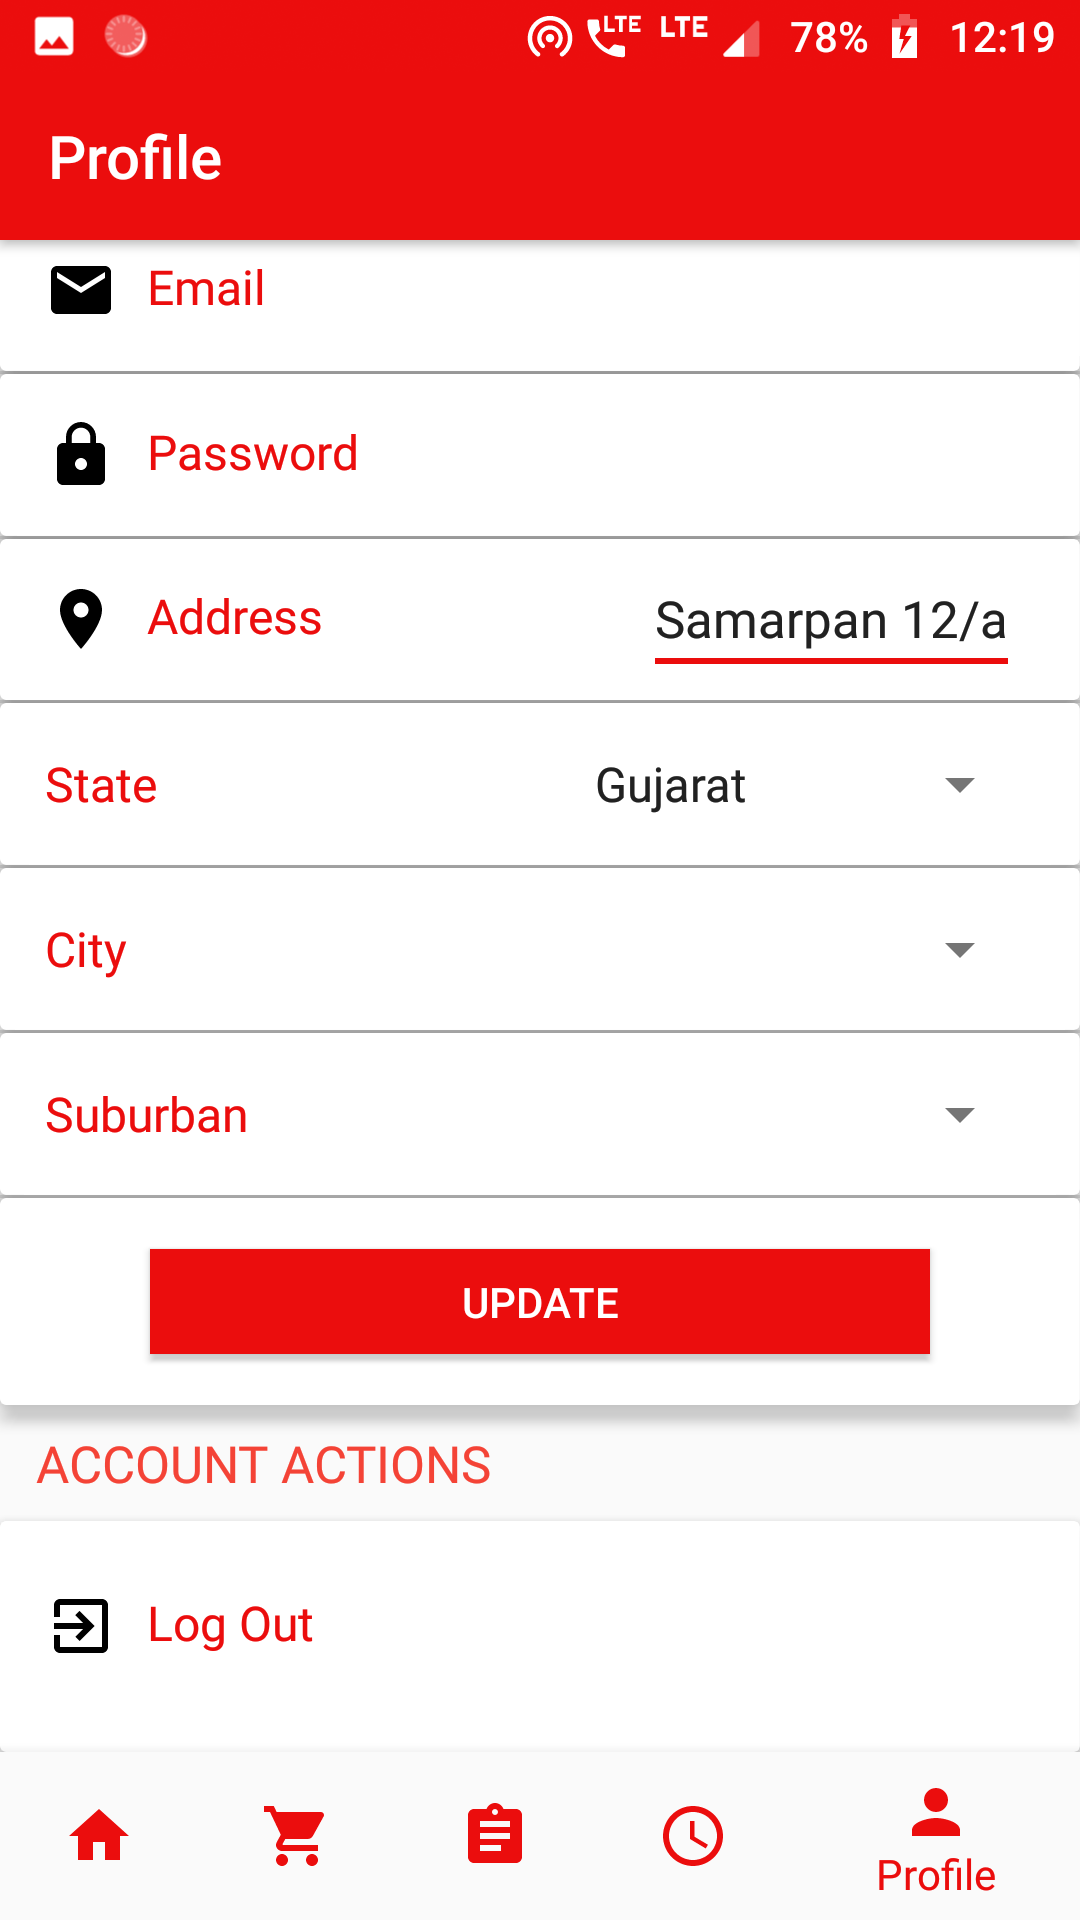 LTE LTE 78% 12:19
Profile
Email
Password
Address Samarpan 12/a
State Gujarat
City
Suburban
UPDATE
ACCOUNT ACTIONS
Log Out
Profile